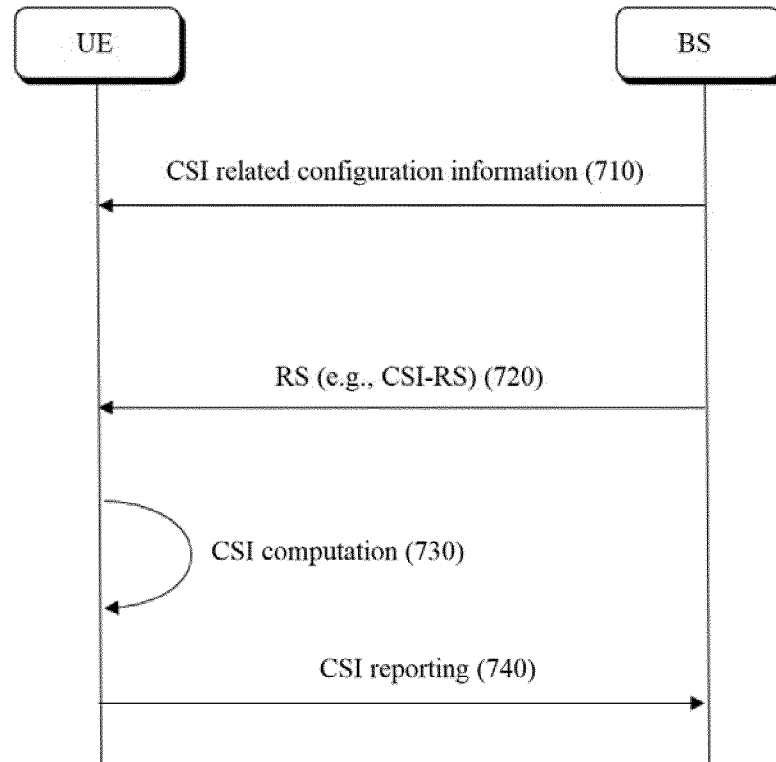 UE
BS
CSI related configuration information (710)
RS (e.g., CSI-RS) (720)
CSI computation (730)
CSI reporting (740)